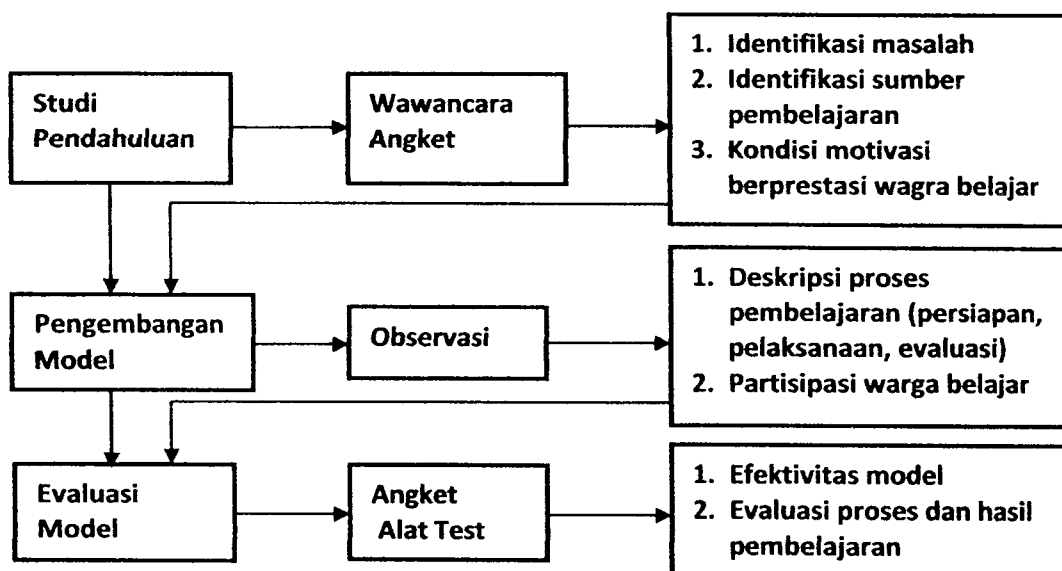 Studi
Pendahuluan
Wawancara
Angket
1. Identifikasi masalah
2. Identifikasi sumber
pembelajaran
3. Kondisi motivasi
berprestasi wagra belajar
Pengembangan
Model
Observasi
1. Deskripsi proses
pembelajaran (persiapan,
pelaksanaan, evaluasi)
2. Partisipasi warga belajar
Evaluasi
Model
Angket
Alat Test
1. Efektivitas model
2. Evaluasi proses dan hasil
pembelajaran